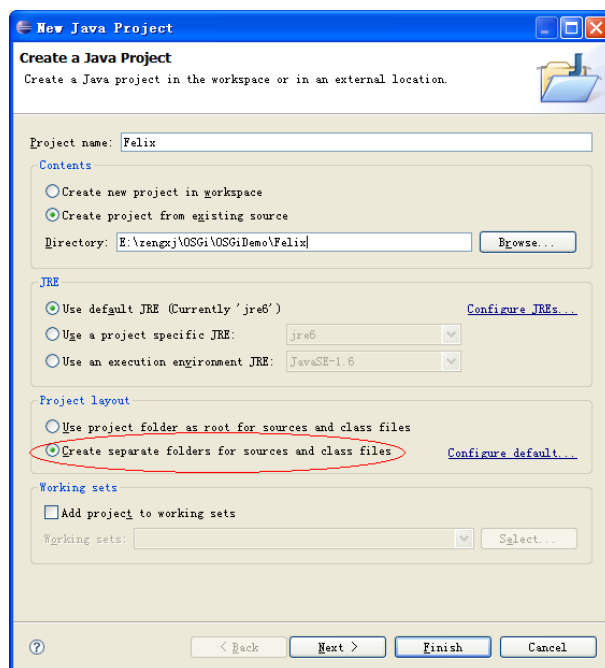 New Java Project
Create a Java Project
Create a Java project in the workspace or in an external location.
Project name: Felix
Contents
Create new project in workspace
Create project from existing source
Directory: E:\zengxj\OSGi\OSGiDemo\Felix
Browse...
JRE
Use default JRE (Currently 'jre6')
Configure JREs...
Use a project specific JRE:
jre6
Use an execution environment JRE:
JavaSE-1.6
Project layout
Use project folder as root for sources and class files
Create separate folders for sources and class files
Configure default...
Working sets
Add project to working sets
Working sets:
Select...
?
< Back
Next >
Finish
Cancel